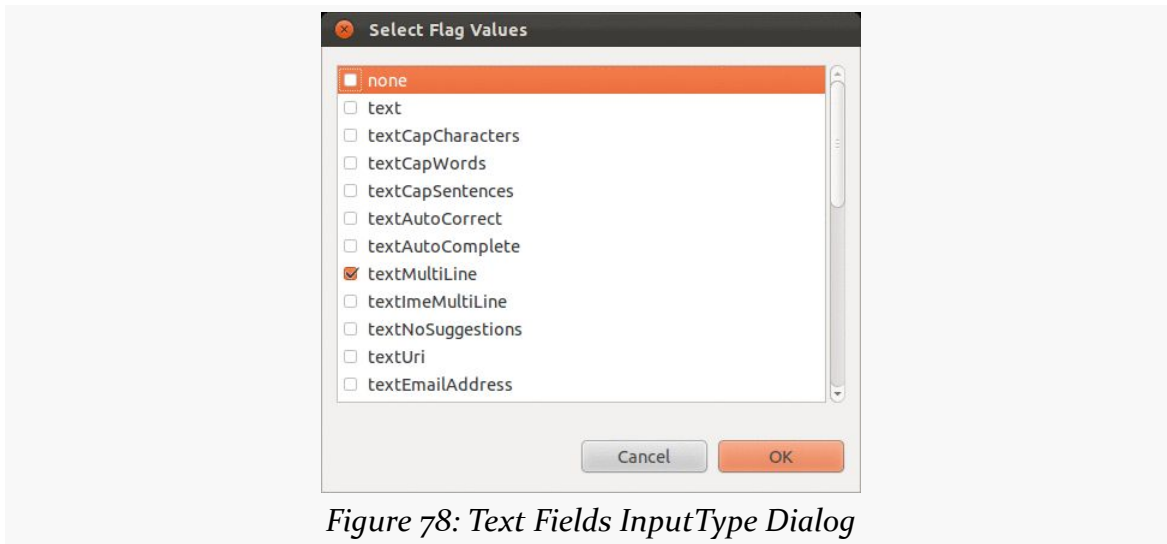 Select Flag Values
none
text
textCapCharacters
textCapWords
textCapSentences
textAutoCorrect
textAutoComplete
textMultiLine
textImeMultiLine
textNoSuggestions
textUri
textEmailAddress
Cancel OK
Figure 78: Text Fields InputType Dialog